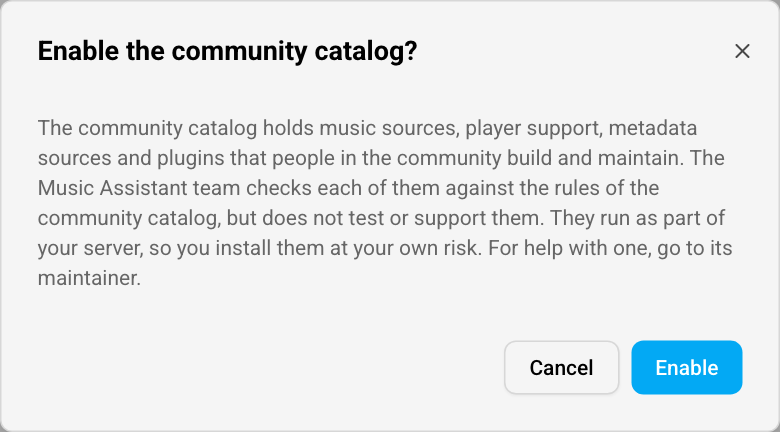 Enable the community catalog?
The community catalog holds music sources, player support, metadata
sources and plugins that people in the community build and maintain. The
Music Assistant team checks each of them against the rules of the
community catalog, but does not test or support them. They run as part of
your server, so you install them at your own risk. For help with one, go to its
maintainer.
Cancel
Enable